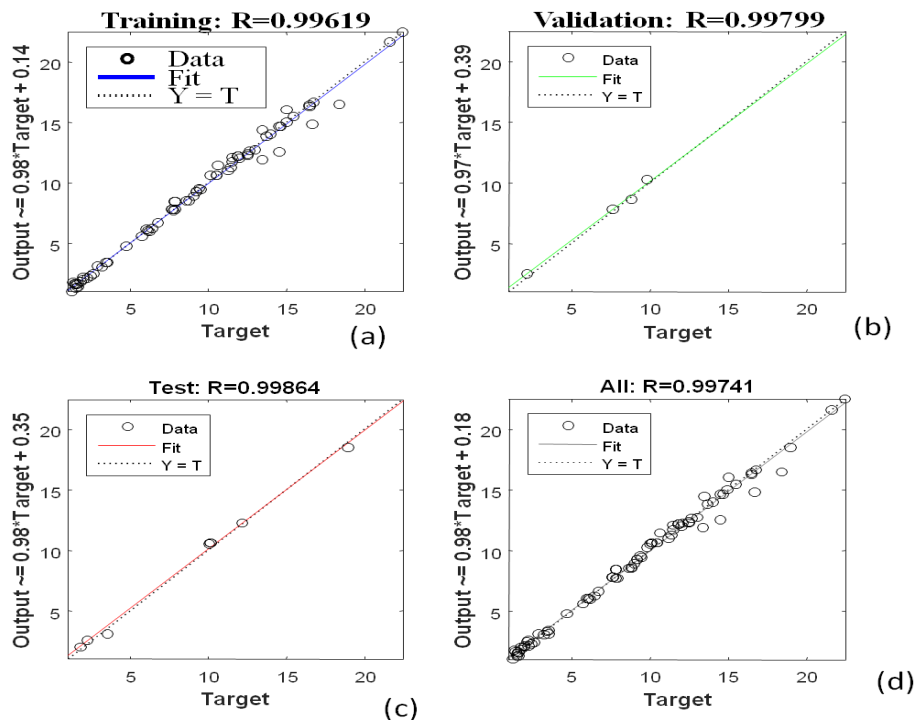 Training: R=0.99619
Output ~= 0.98*Target + 0.14
20
15
10
5
Data
Fit
Y = T
5
10
15
20
Target
(a)
Validation: R=0.99799
Output ~= 0.97*Target + 0.39
20
15
10
5
Data
Fit
Y = T
5
10
15
20
Target
(b)
Test: R=0.99864
Output ~= 0.98*Target + 0.35
20
15
10
5
Data
Fit
Y = T
5
10
15
20
Target
(c)
All: R=0.99741
Output ~= 0.98*Target + 0.18
20
15
10
5
Data
Fit
Y = T
5
10
15
20
Target
(d)